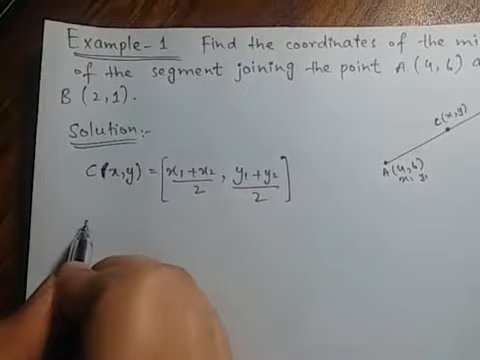 Example-1 Find the coordinates of the mi
of the segment joining the point A (4,6) a
B (2,1).
Solution:-
C(x,y) = [x₁+x₂/2 , y₁+y₂/2]
C(x,y)
A(4,6)
x₁ y₁